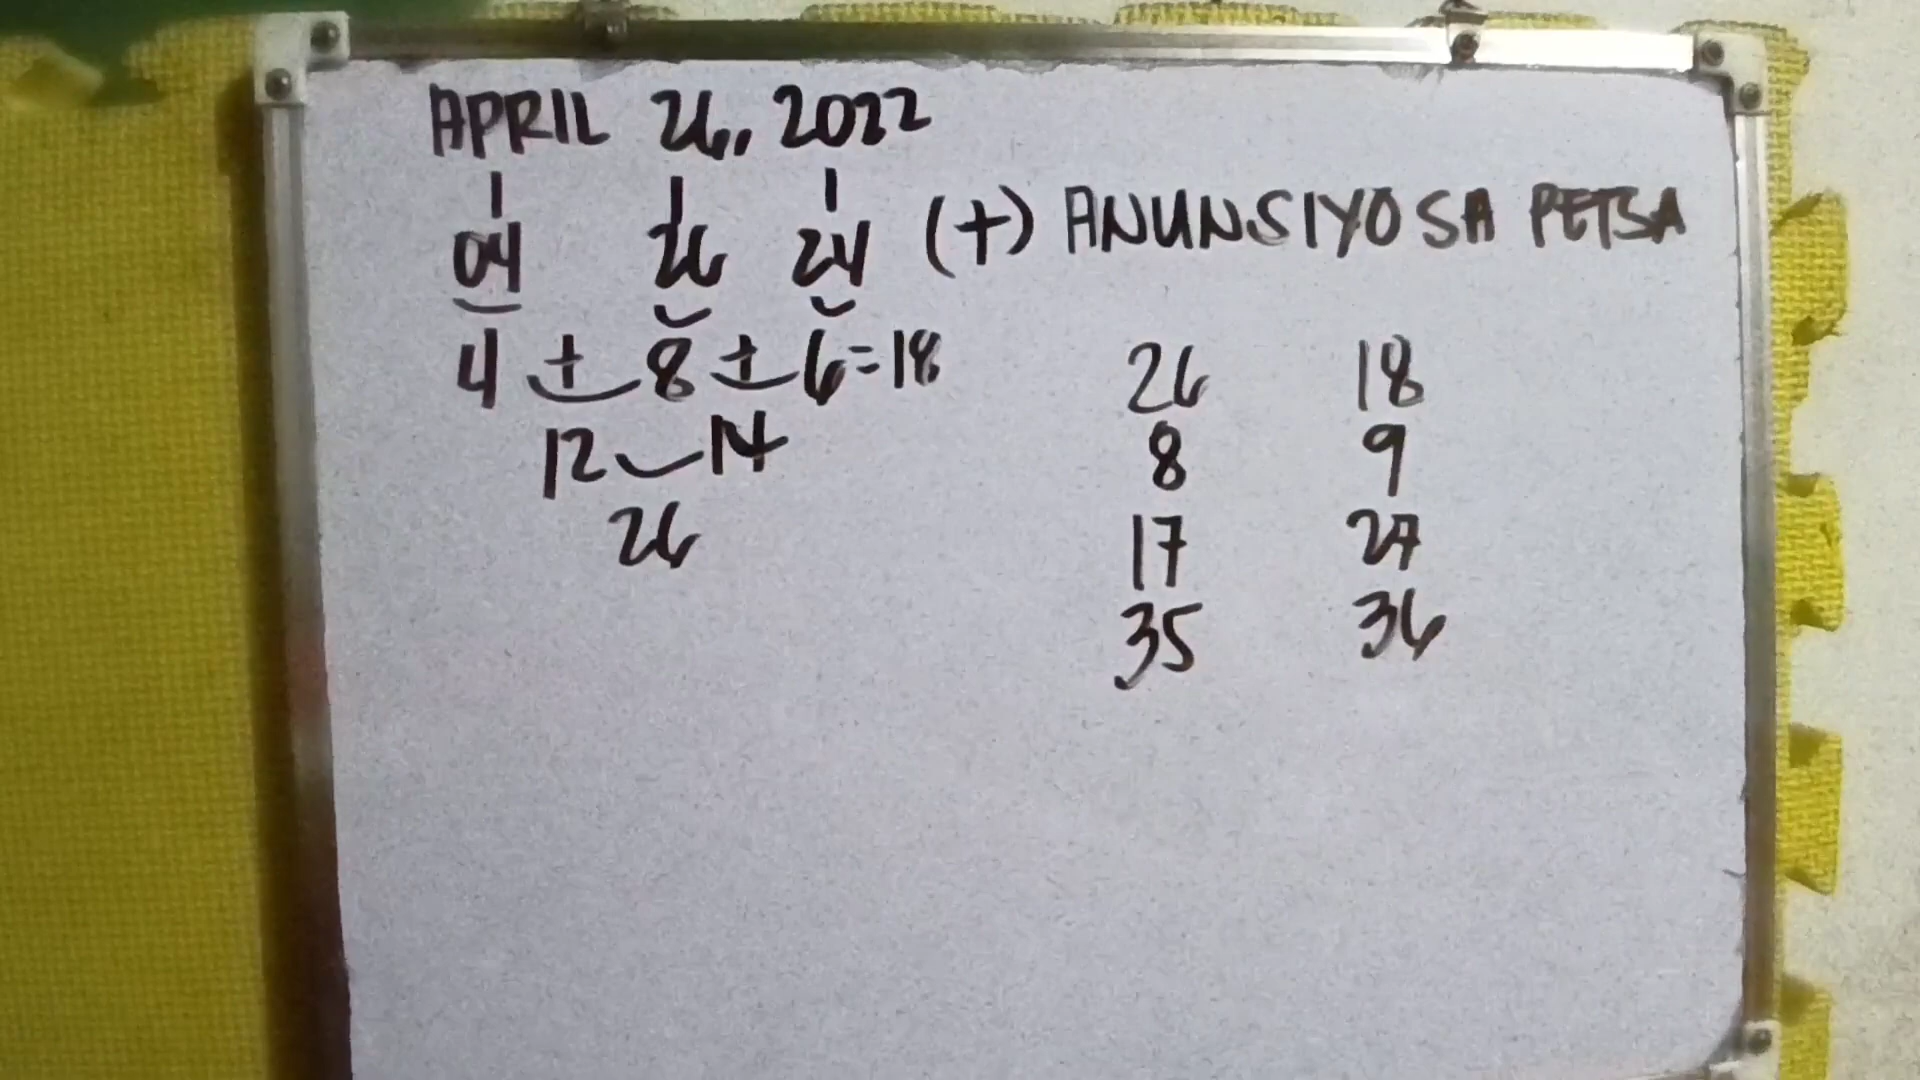 APRIL 26, 2022
04 26 24 (+) ANUNSIYO SA PETSA
4 + 8 + 6 = 18
12 14
26
26 18
8 9
17 27
35 36